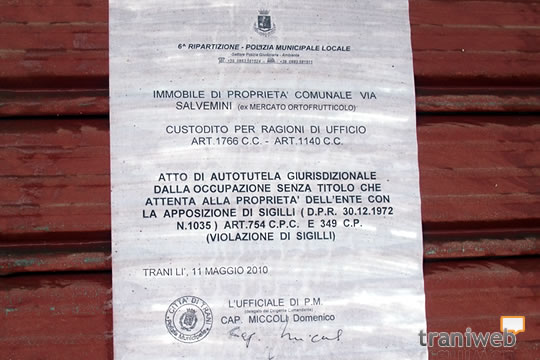 6^ RIPARTIZIONE - POLIZIA MUNICIPALE LOCALE
IMMOBILE DI PROPRIETA' COMUNALE VIA
SALVEMINI (ex MERCATO ORTOFRUTTICOLO)
CUSTODITO PER RAGIONI DI UFFICIO
ART.1766 C.C. - ART.1140 C.C.
ATTO DI AUTOTUTELA GIURISDIZIONALE
DALLA OCCUPAZIONE SENZA TITOLO CHE
ATTENTA ALLA PROPRIETA' DELL'ENTE CON
LA APPOSIZIONE DI SIGILLI ( D.P.R. 30.12.1972
N.1035 ) ART.754 C.P.C. E 349 C.P.
(VIOLAZIONE DI SIGILLI)
TRANI LI', 11 MAGGIO 2010
L'UFFICIALE DI P.M.
CAP. MICCOLI Domenico
CITTA' DI TRANI
traniweb